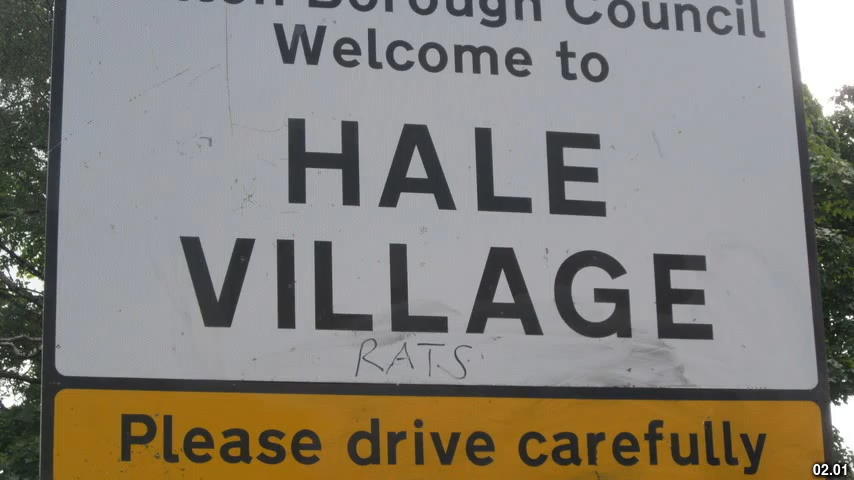 Borough Council
Welcome to
HALE
VILLAGE
RATS
Please drive carefully
02.01